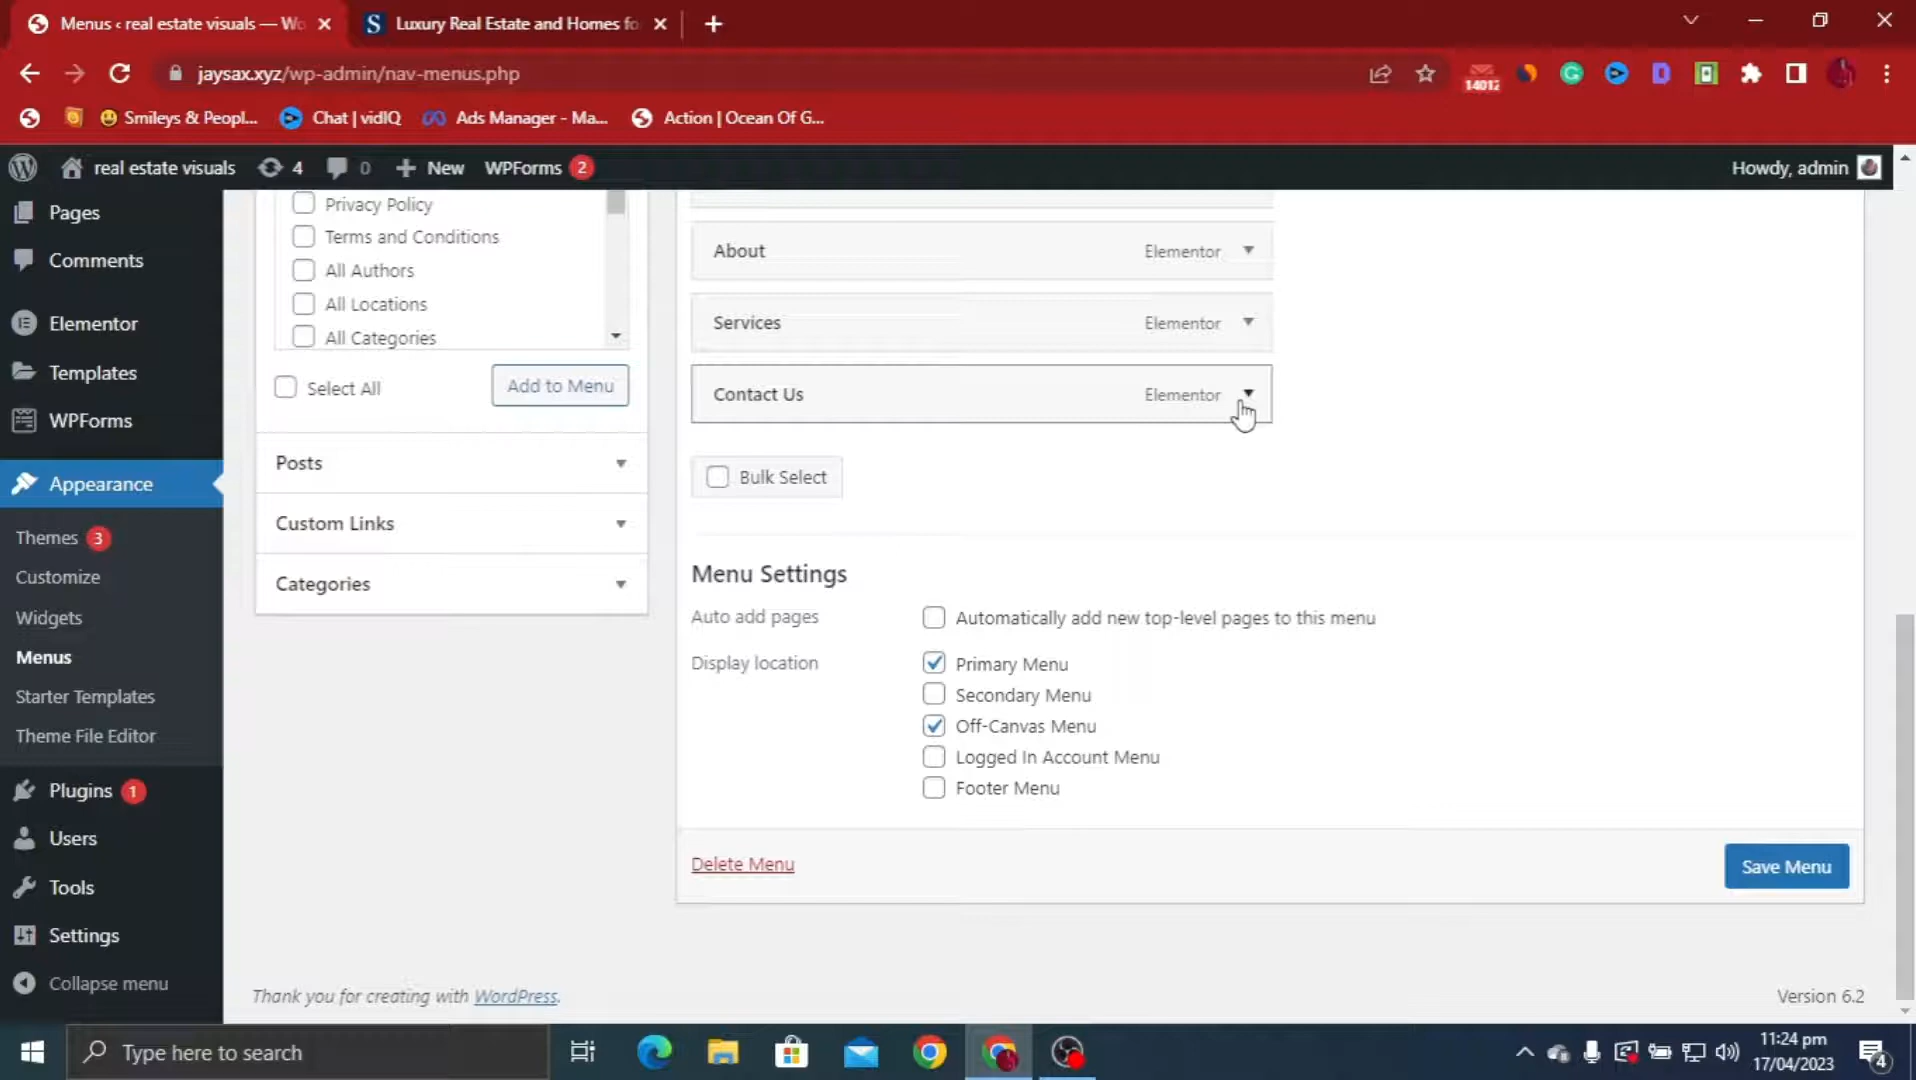 Menus ‹ real estate visuals — Wo
Luxury Real Estate and Homes fo
jaysax.xyz/wp-admin/nav-menus.php
14012
Smileys & Peopl...
Chat | vidIQ
Ads Manager - Ma...
Action | Ocean Of G...
real estate visuals
4
0
New
WPForms 2
Howdy, admin
Pages
Comments
Elementor
Templates
WPForms
Appearance
Themes 3
Customize
Widgets
Menus
Starter Templates
Theme File Editor
Plugins 1
Users
Tools
Settings
Collapse menu
Privacy Policy
Terms and Conditions
All Authors
All Locations
All Categories
Select All
Add to Menu
Posts
Custom Links
Categories
About Elementor
Services Elementor
Contact Us Elementor
Bulk Select
Menu Settings
Auto add pages
Automatically add new top-level pages to this menu
Display location
Primary Menu
Secondary Menu
Off-Canvas Menu
Logged In Account Menu
Footer Menu
Delete Menu
Save Menu
Thank you for creating with WordPress.
Version 6.2
Type here to search
11:24 pm
17/04/2023
4